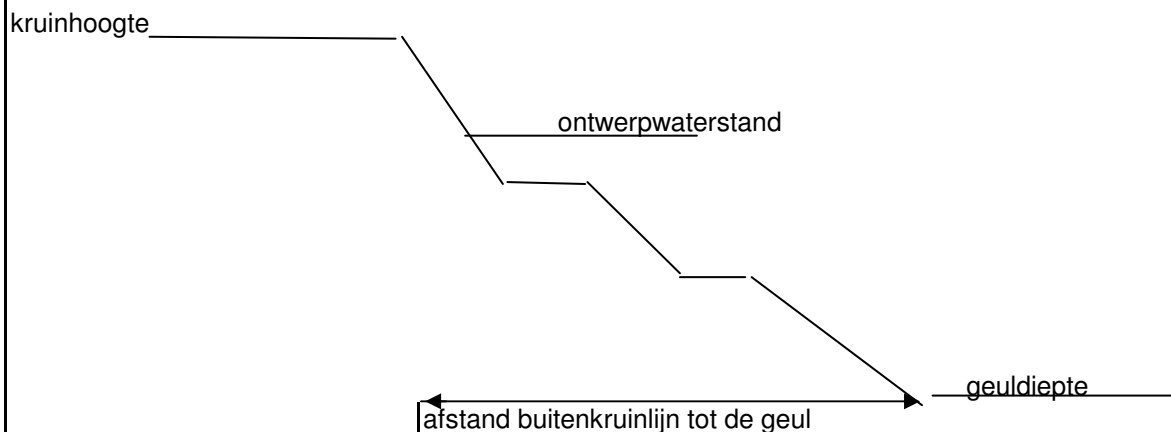 kruinhoogte
ontwerpwaterstand
geuldiepte
afstand buitenkruinlijn tot de geul